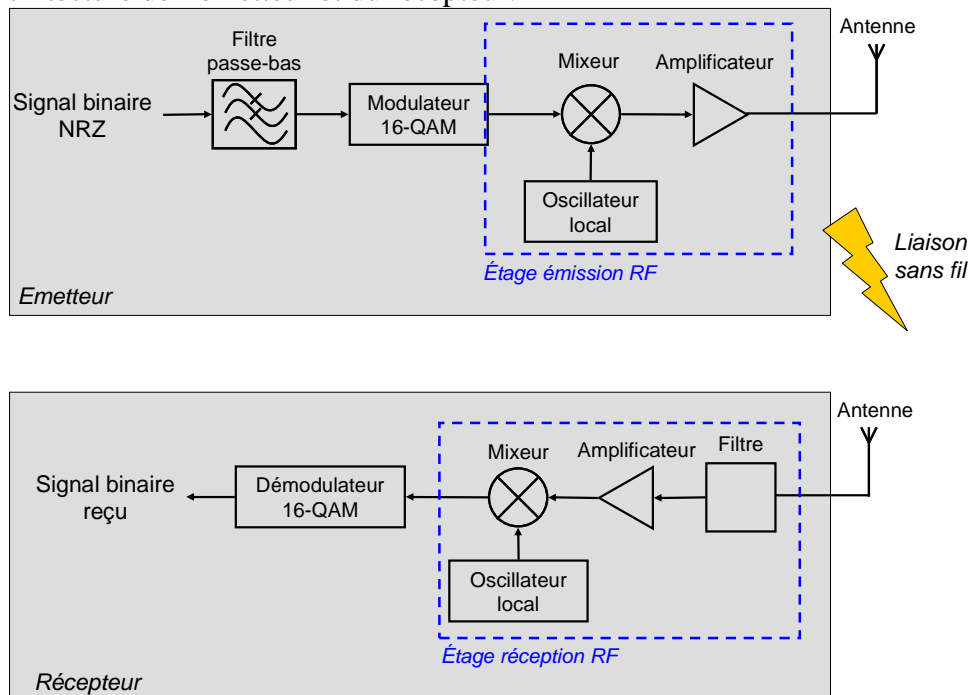 Antenne
Filtre
passe-bas
Mixeur
Amplificateur
Signal binaire
NRZ
Modulateur
16-QAM
Oscillateur
local
Étage émission RF
Emetteur
Liaison
sans fil
Antenne
Mixeur
Amplificateur
Filtre
Signal binaire
reçu
Démodulateur
16-QAM
Oscillateur
local
Étage réception RF
Récepteur